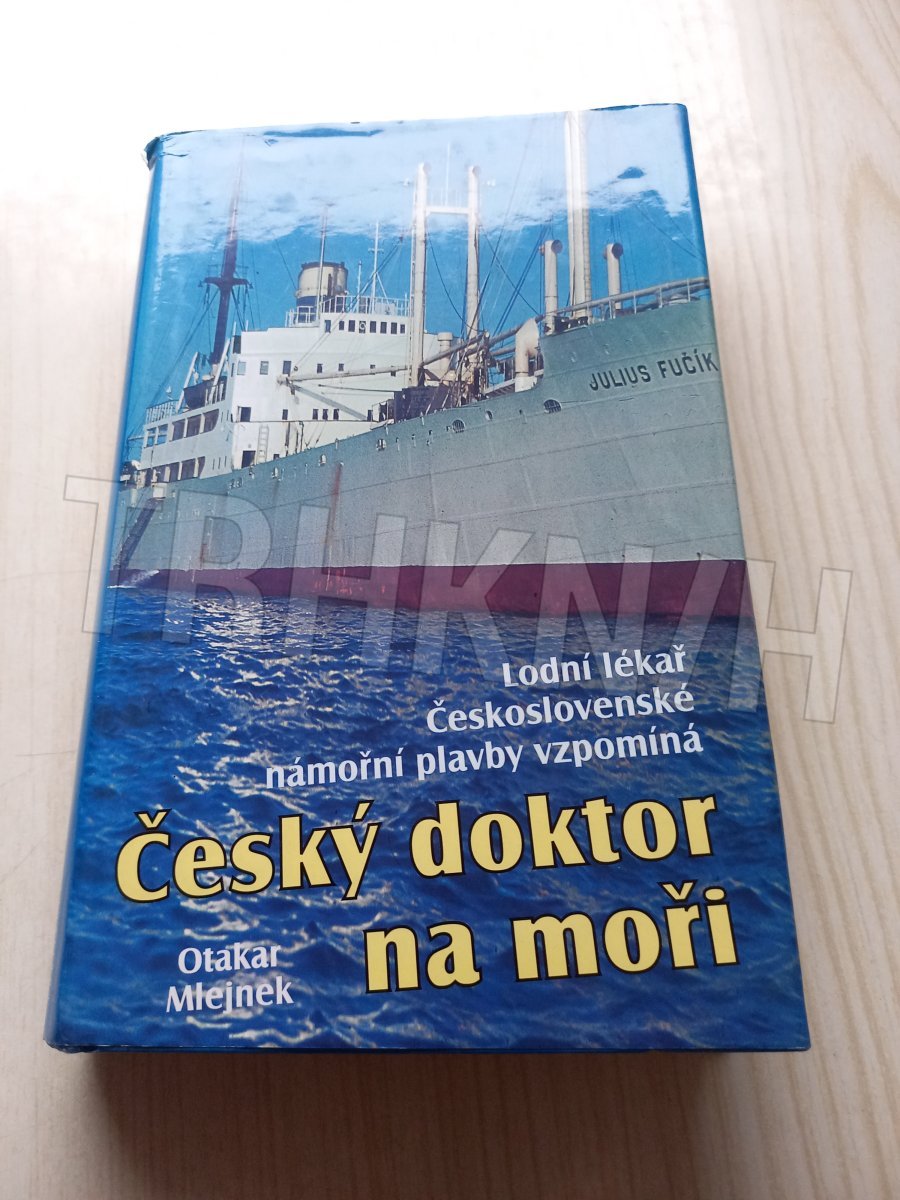 JULIUS FUČÍK
TRHKNIH
Lodní lékař
Československé
námořní plavby vzpomíná
Český doktor
na moři
Otakar
Mlejnek